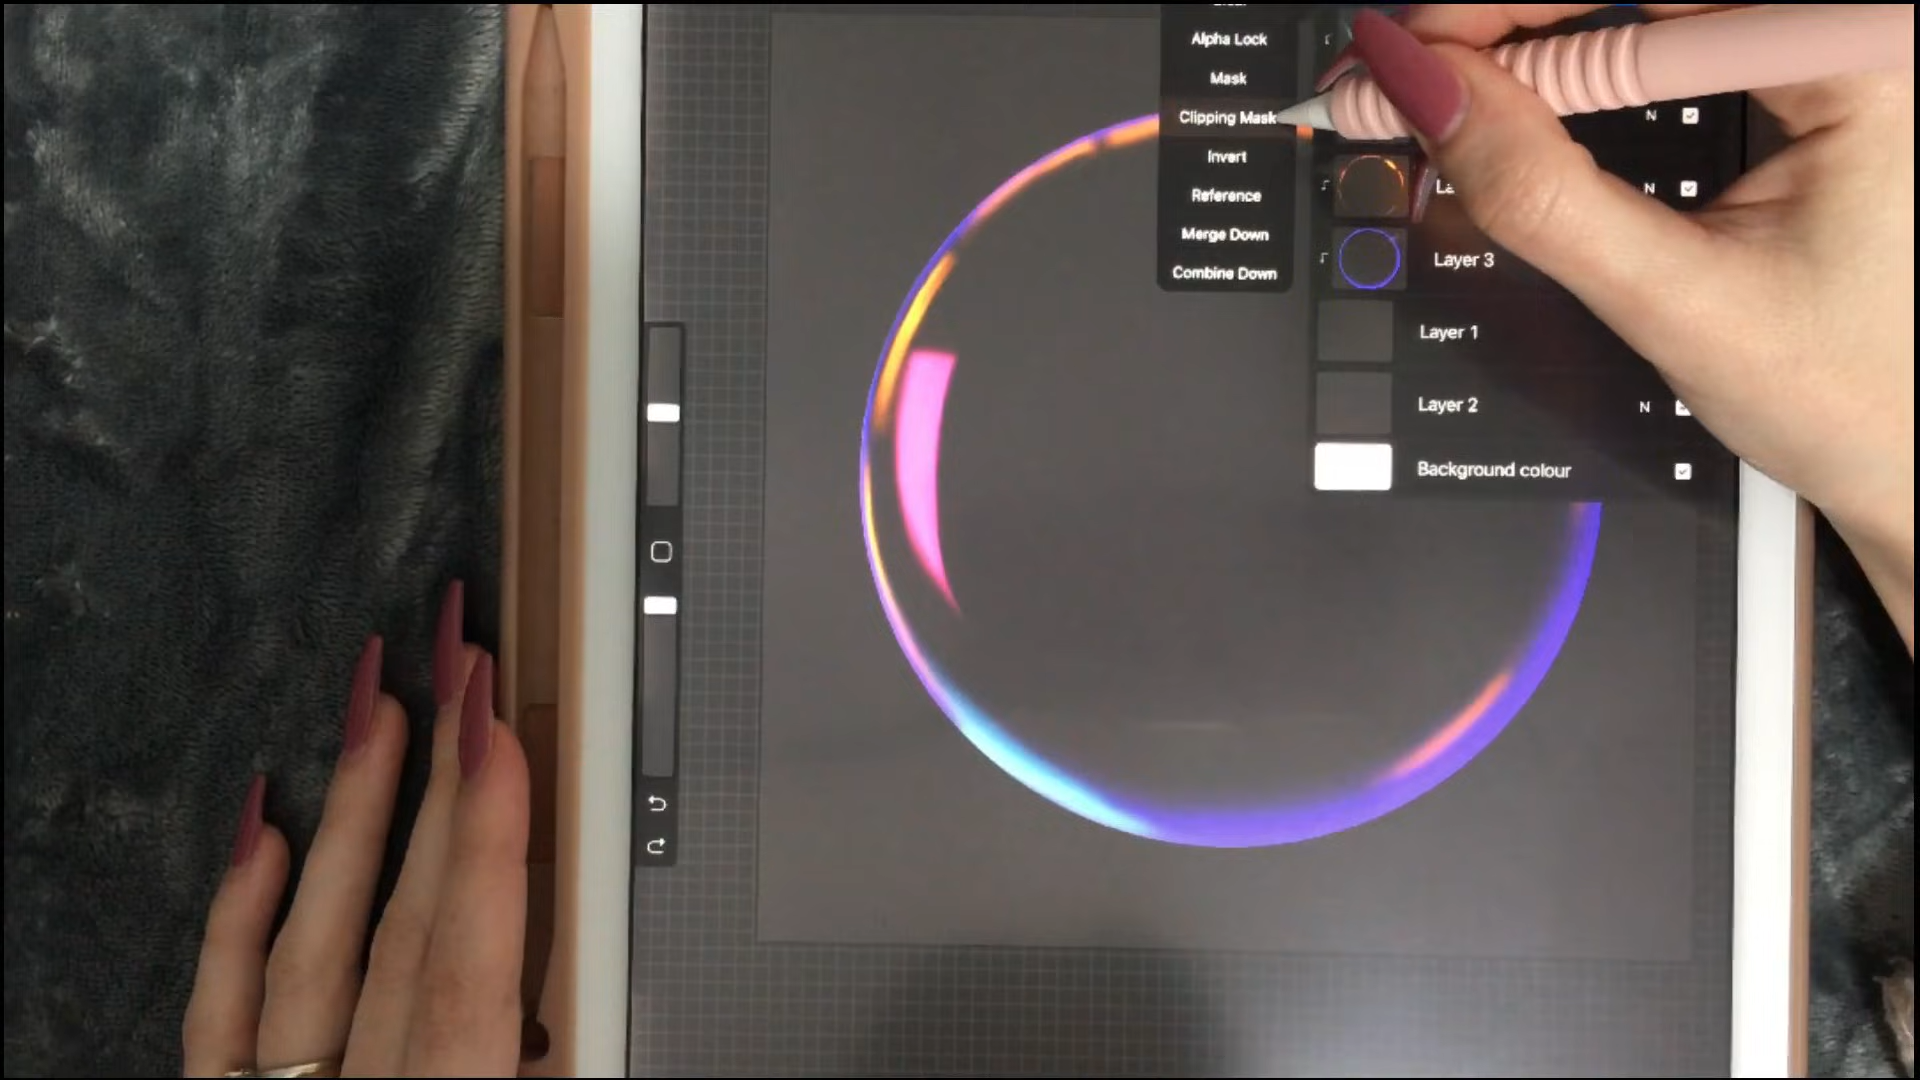 Alpha Lock
Mask
Clipping Mask
Invert
Reference
Merge Down
Combine Down
N
La
N
Layer 3
Layer 1
Layer 2
N
Background colour